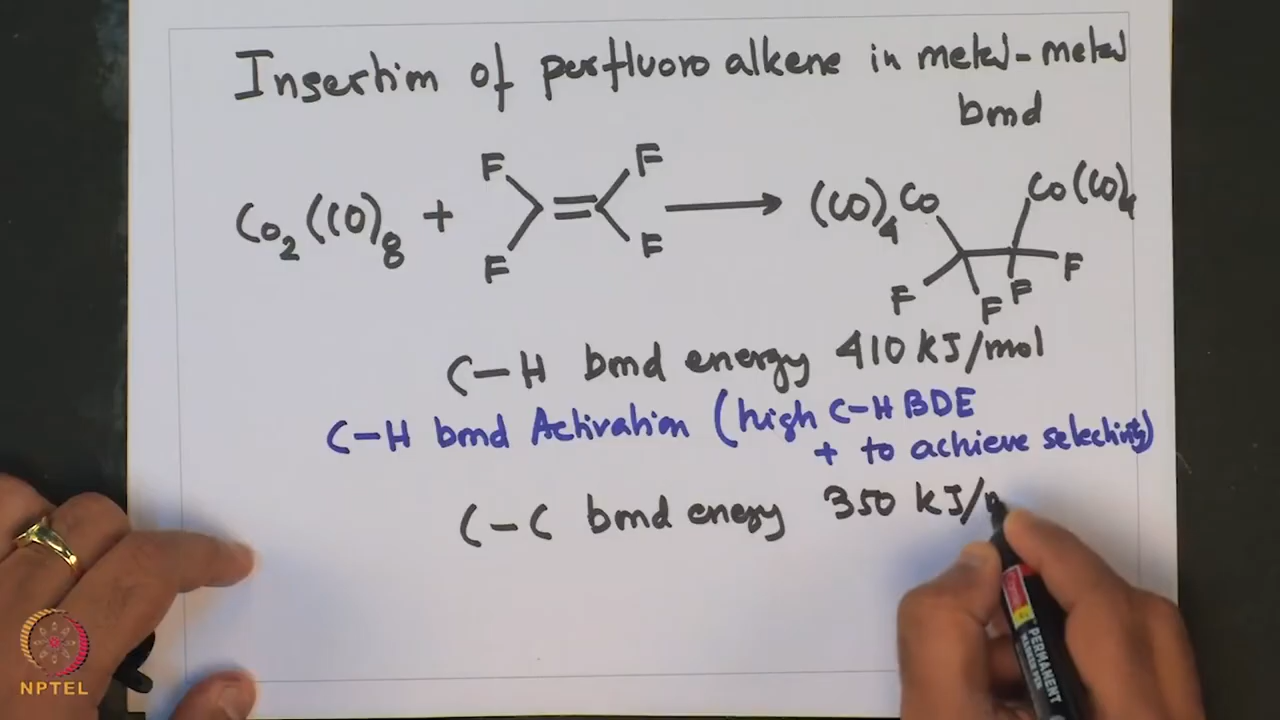 Insertion of perfluoro alkene in metal-metal
bond
Co2(CO)8 + F F F F → (CO)4Co Co(CO)4 F F F F
C-H bond energy 410 kJ/mol
C-H bond Activation (high C-H BDE
+ to achieve selectivity)
C-C bond energy 350 kJ/
PERMANENT
NPTEL